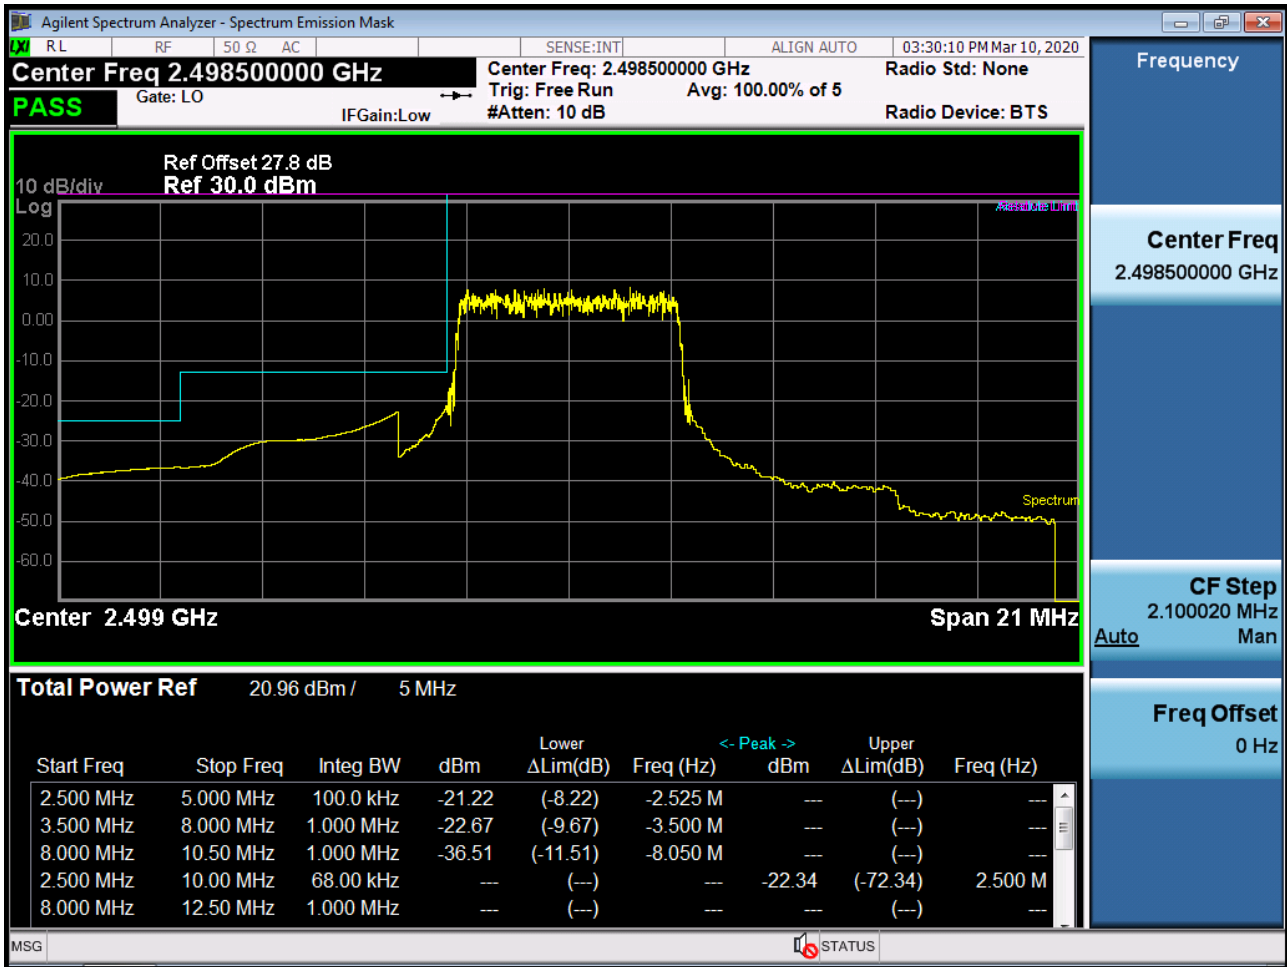 Agilent Spectrum Analyzer - Spectrum Emission Mask
LXI RL RF 50 Ω AC SENSE:INT ALIGN AUTO 03:30:10 PM Mar 10, 2020
Center Freq 2.498500000 GHz
Center Freq: 2.498500000 GHz
Radio Std: None
PASS
Gate: LO
IFGain:Low
Trig: Free Run
Avg: 100.00% of 5
#Atten: 10 dB
Radio Device: BTS
Ref Offset 27.8 dB
10 dB/div Ref 30.0 dBm
Log
20.0
10.0
0.00
-10.0
-20.0
-30.0
-40.0
-50.0
-60.0
Spectrum
Center 2.499 GHz Span 21 MHz
Total Power Ref 20.96 dBm / 5 MHz
Lower <- Peak -> Upper
Start Freq Stop Freq Integ BW dBm ΔLim(dB) Freq (Hz) dBm ΔLim(dB) Freq (Hz)
2.500 MHz 5.000 MHz 100.0 kHz -21.22 (-8.22) -2.525 M --- (---) ---
3.500 MHz 8.000 MHz 1.000 MHz -22.67 (-9.67) -3.500 M --- (---) ---
8.000 MHz 10.50 MHz 1.000 MHz -36.51 (-11.51) -8.050 M --- (---) ---
2.500 MHz 10.00 MHz 68.00 kHz --- (---) --- -22.34 (-72.34) 2.500 M
8.000 MHz 12.50 MHz 1.000 MHz --- (---) --- --- (---) ---
MSG STATUS
Frequency
Center Freq
2.498500000 GHz
CF Step
2.100020 MHz
Auto Man
Freq Offset
0 Hz